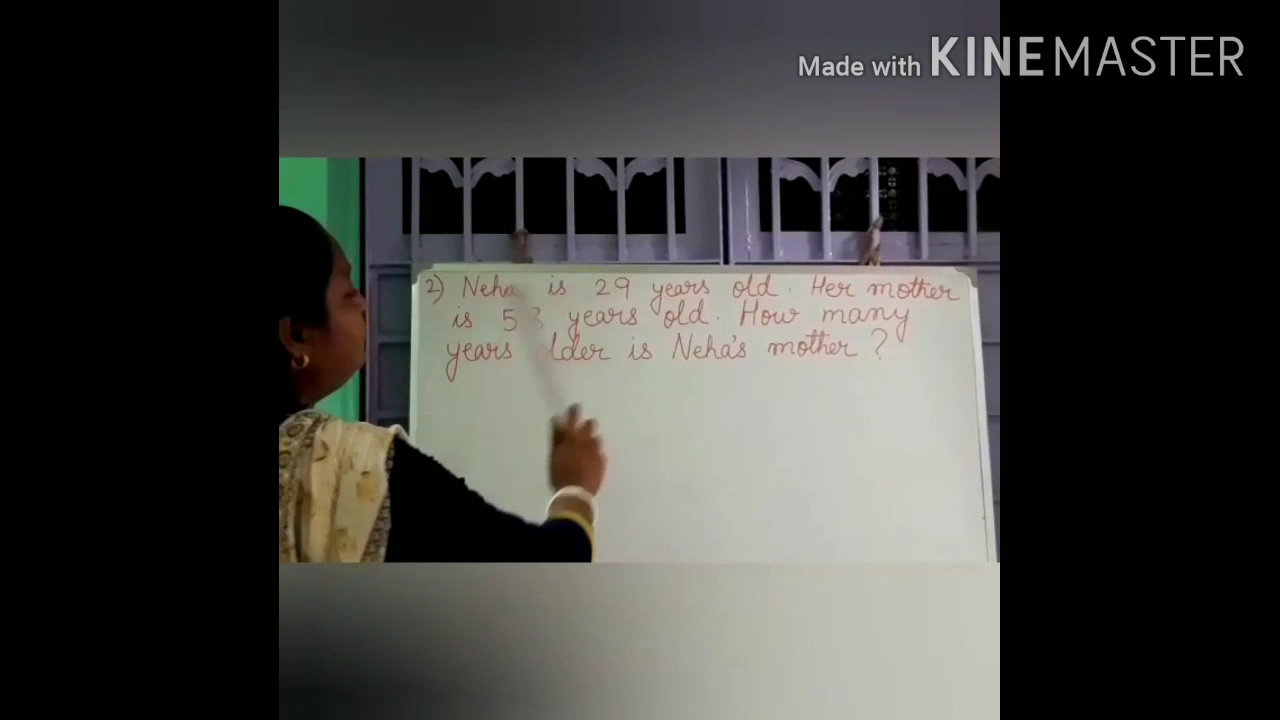 Made with KINEMASTER
2) Neha is 29 years old. Her mother
is 53 years old. How many
years older is Neha's mother ?